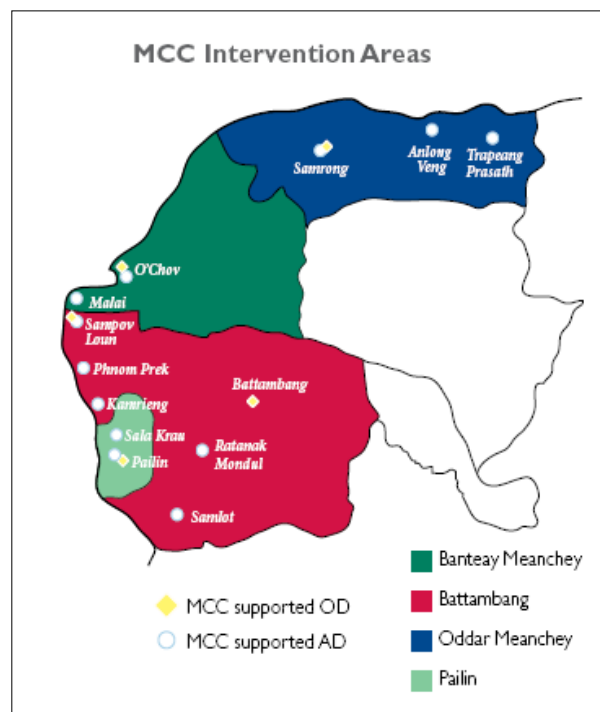 MCC Intervention Areas
Samrong
Anlong
Veng
Trapeang
Prasath
O'Chov
Malai
Sampov
Loun
Phnom Prek
Battambang
Kamrieng
Sala Krau
Pailin
Ratanak
Mondul
Samlot
MCC supported OD
MCC supported AD
Banteay Meanchey
Battambang
Oddar Meanchey
Pailin